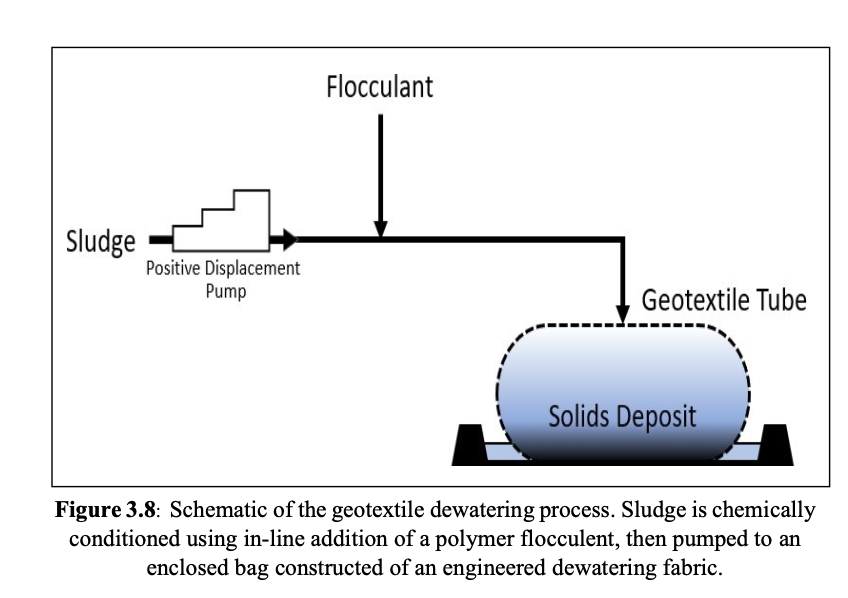 Flocculant
Sludge
Positive Displacement
Pump
Geotextile Tube
Solids Deposit
Figure 3.8: Schematic of the geotextile dewatering process. Sludge is chemically
conditioned using in-line addition of a polymer flocculent, then pumped to an
enclosed bag constructed of an engineered dewatering fabric.